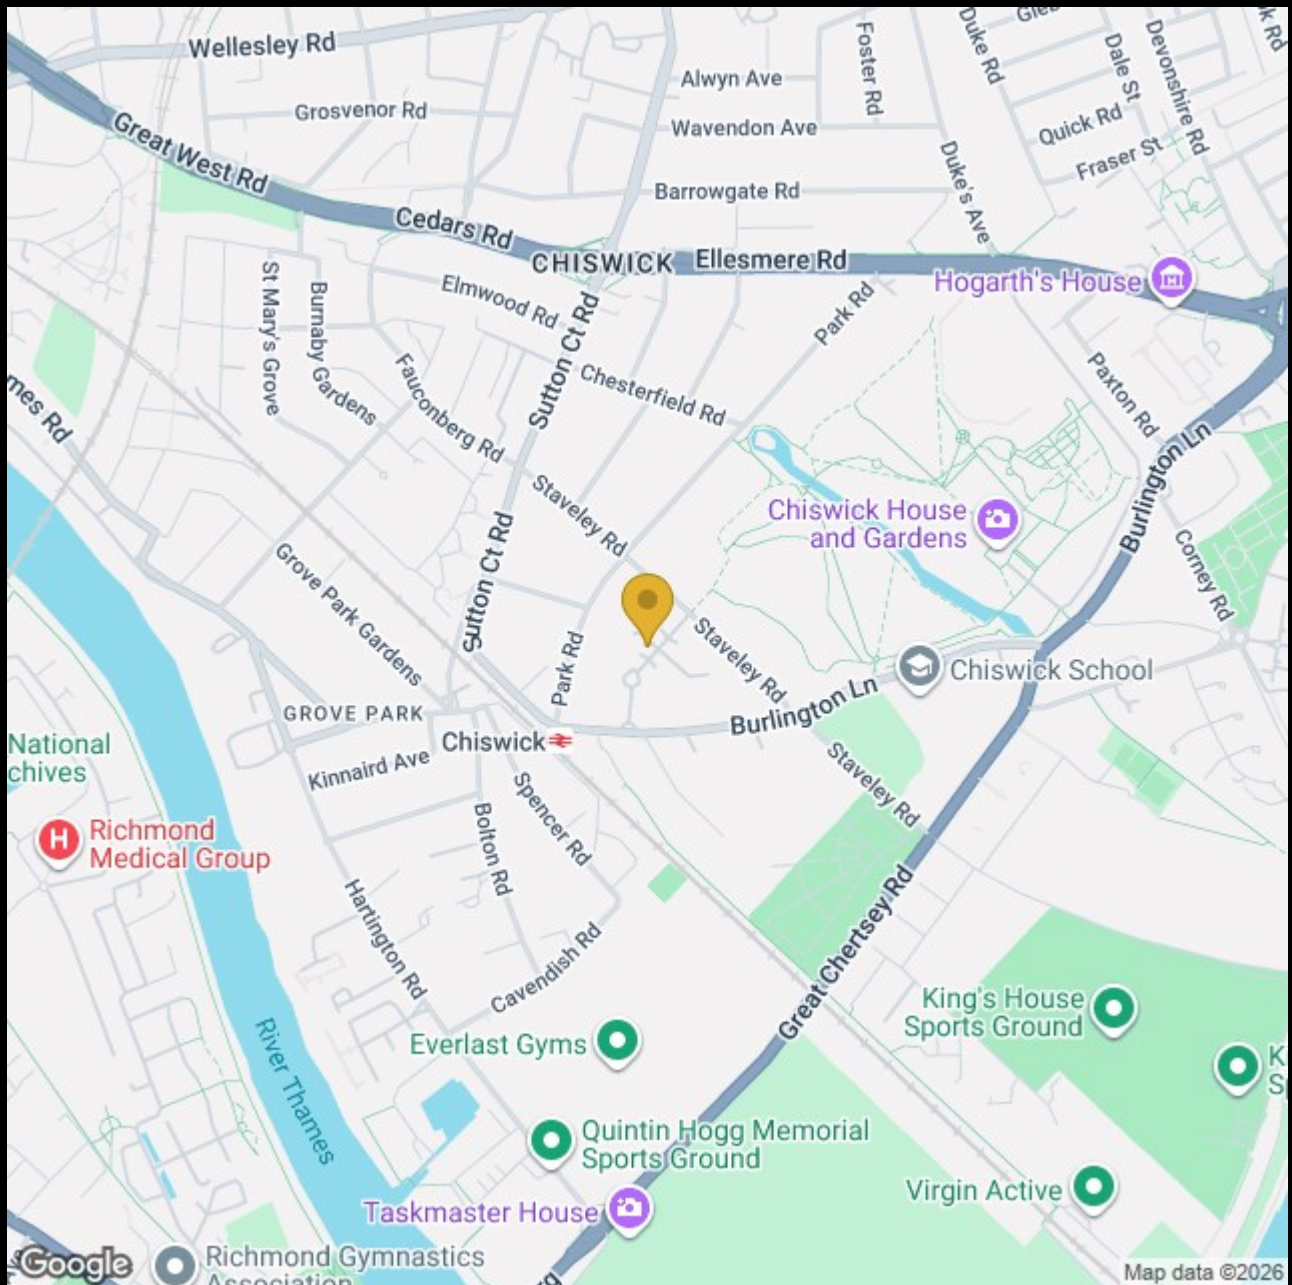 Wellesley Rd
Grosvenor Rd
Great West Rd
Cedars Rd
CHISWICK
Ellesmere Rd
Alwyn Ave
Wavendon Ave
Barrowgate Rd
Foster Rd
Duke Rd
Duke's Ave
Dale St
Devonshire Rd
Quick Rd
Fraser St
Hogarth's House
St Mary's Grove
Burnaby Gardens
Elmwood Rd
Sutton Ct Rd
Park Rd
Chesterfield Rd
Fauconberg Rd
Paxton Rd
Burlington Ln
Staveley Rd
Chiswick House
and Gardens
Corney Rd
Sutton Ct Rd
Grove Park Gardens
Park Rd
Staveley Rd
Chiswick School
Burlington Ln
GROVE PARK
Chiswick
Kinnaird Ave
National
chives
Staveley Rd
Spencer Rd
Bolton Rd
Richmond
Medical Group
Hartington Rd
Cavendish Rd
Great Chertsey Rd
King's House
Sports Ground
Everlast Gyms
River Thames
Quintin Hogg Memorial
Sports Ground
Virgin Active
Taskmaster House
Richmond Gymnastics
Association
Google
Map data ©2026